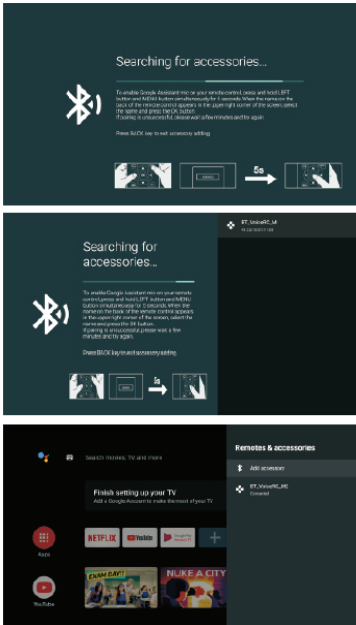 Searching for accessories...
To enable Google Assistant mic on your remote control, press and hold LEFT
button and MENU button simultaneously for 5 seconds. When the name on the
back of the remote control appears in the upper right corner of the screen, select
the name and press the OK button.
If pairing is unsuccessful, please wait a few minutes and try again.
Press BACK key to exit accessory adding.
5s
Searching for
accessories...
To enable Google Assistant mic on your remote
control, press and hold LEFT button and MENU
button simultaneously for 5 seconds. When the
name on the back of the remote control appears
in the upper right corner of the screen, select the
name and press the OK button.
If pairing is unsuccessful, please wait a few
minutes and try again.
Press BACK key to exit accessory adding.
5s
Remotes & accessories
Add accessory
Connected
Search movies, TV and more
Finish setting up your TV
Add a Google Account to make the most of your TV
Apps
NETFLIX
YouTube
YouTube
EXAM DAY!!
NUKE A CITY